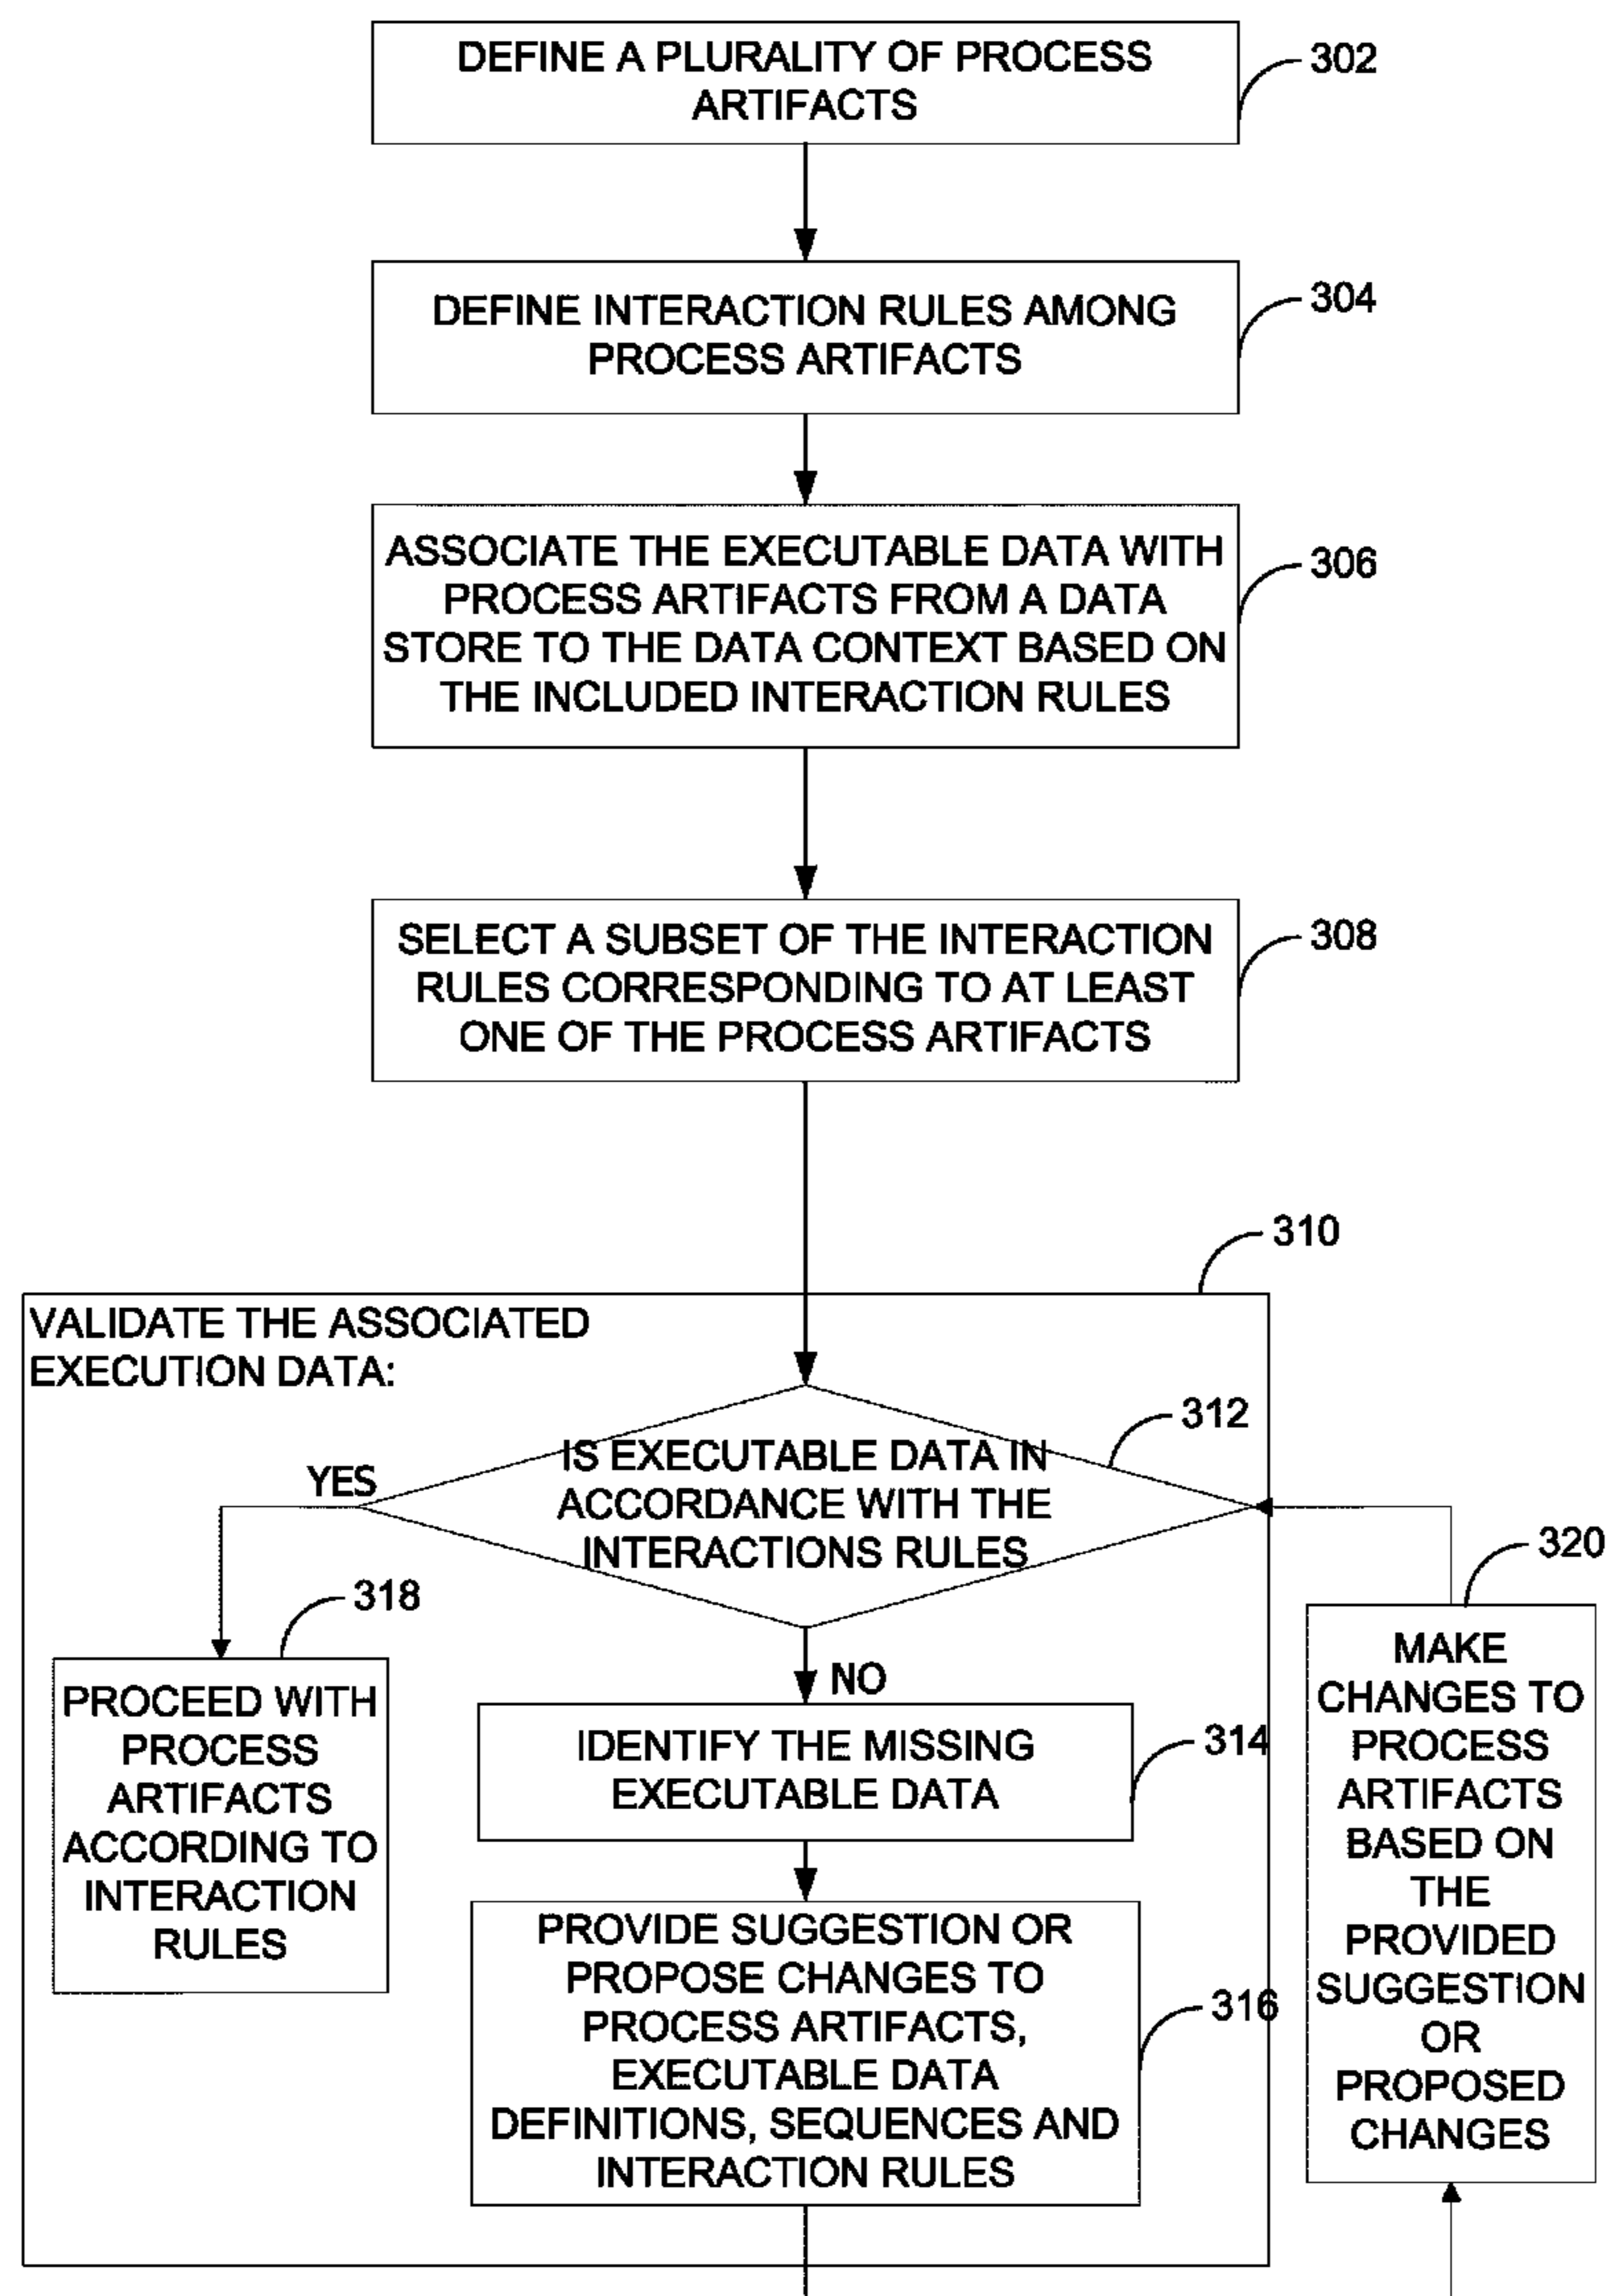 DEFINE A PLURALITY OF PROCESS
ARTIFACTS
302
DEFINE INTERACTION RULES AMONG
PROCESS ARTIFACTS
304
ASSOCIATE THE EXECUTABLE DATA WITH
PROCESS ARTIFACTS FROM A DATA
STORE TO THE DATA CONTEXT BASED ON
THE INCLUDED INTERACTION RULES
306
SELECT A SUBSET OF THE INTERACTION
RULES CORRESPONDING TO AT LEAST
ONE OF THE PROCESS ARTIFACTS
308
310
VALIDATE THE ASSOCIATED
EXECUTION DATA:
312
IS EXECUTABLE DATA IN
ACCORDANCE WITH THE
INTERACTIONS RULES
YES
318
PROCEED WITH
PROCESS
ARTIFACTS
ACCORDING TO
INTERACTION
RULES
NO
IDENTIFY THE MISSING
EXECUTABLE DATA
314
PROVIDE SUGGESTION OR
PROPOSE CHANGES TO
PROCESS ARTIFACTS,
EXECUTABLE DATA
DEFINITIONS, SEQUENCES AND
INTERACTION RULES
316
320
MAKE
CHANGES TO
PROCESS
ARTIFACTS
BASED ON
THE
PROVIDED
SUGGESTION
OR
PROPOSED
CHANGES